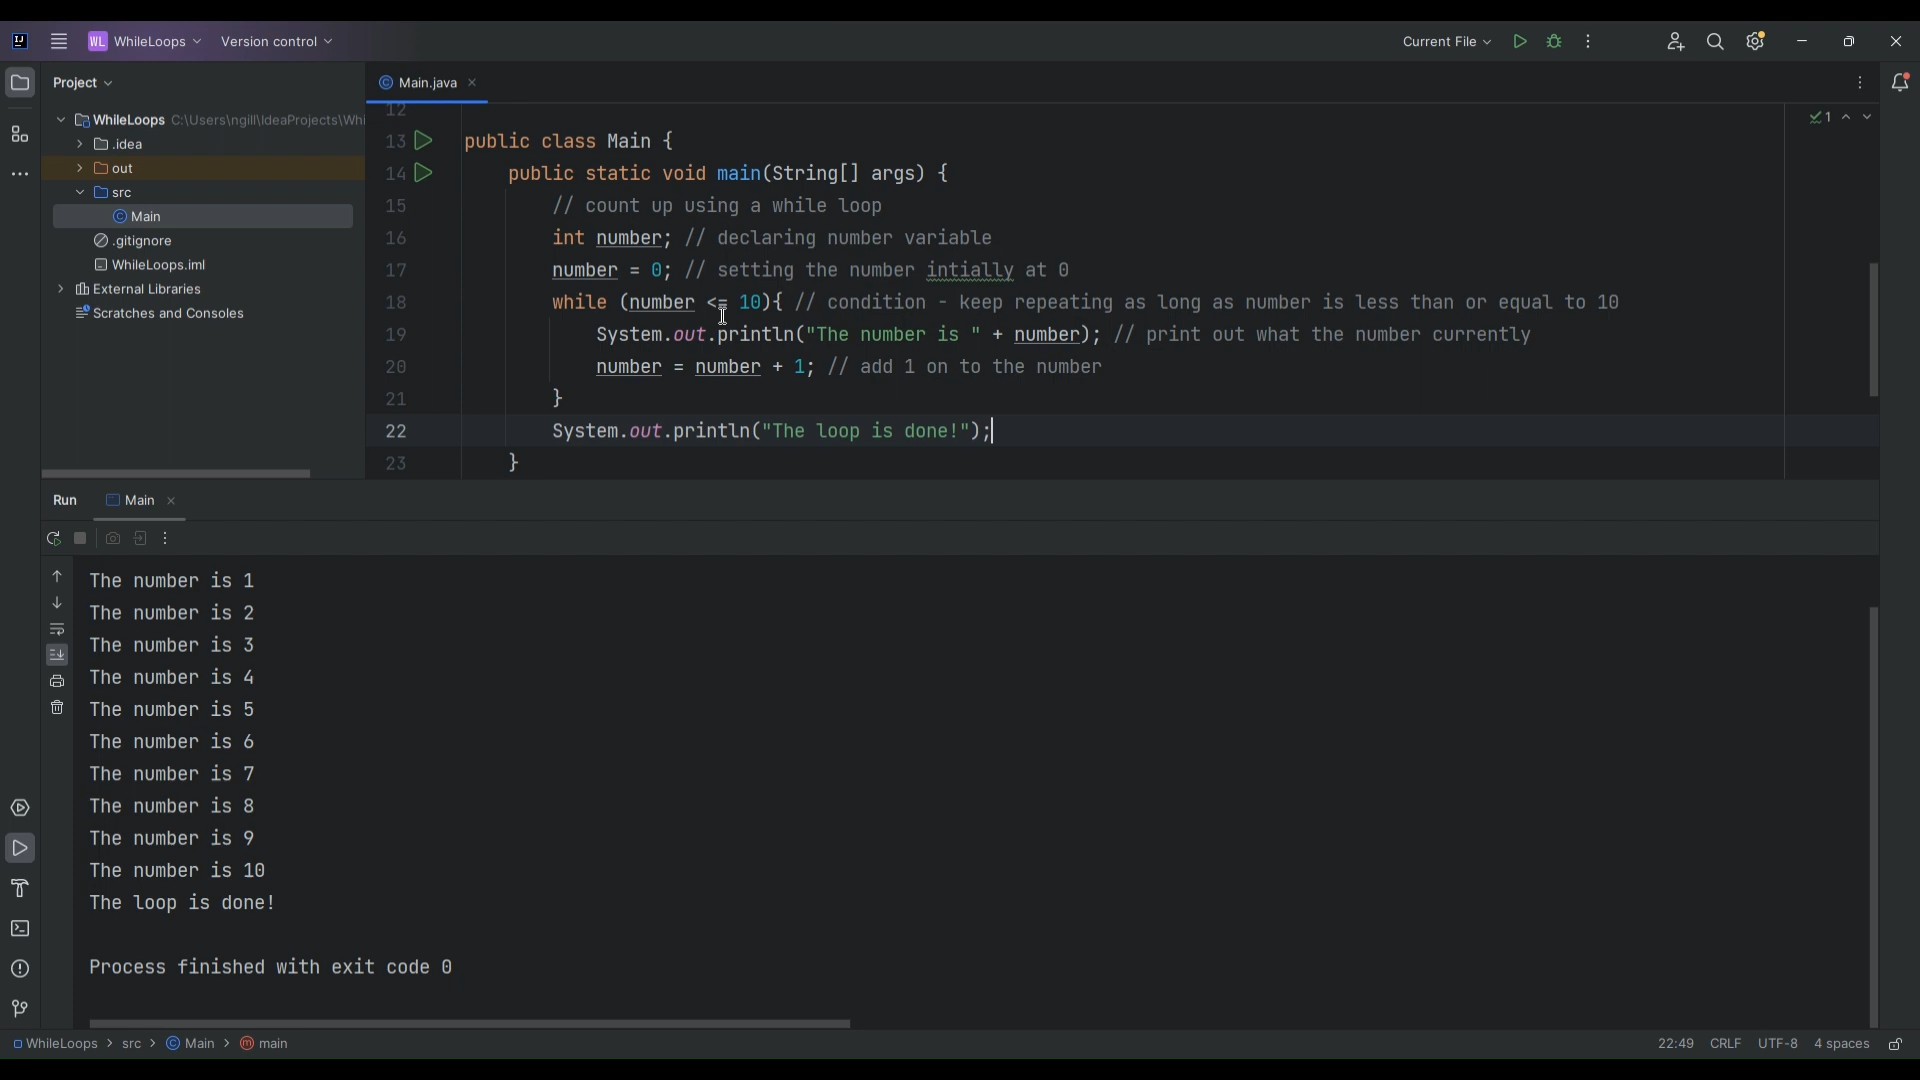 IJ WL WhileLoops Version control Current File
Project
Main.java
WhileLoops C:\Users\ngill\IdeaProjects\Whi
.idea
out
src
Main
.gitignore
WhileLoops.iml
External Libraries
Scratches and Consoles
1
12
13 public class Main {
14 public static void main(String[] args) {
15 // count up using a while loop
16 int number; // declaring number variable
17 number = 0; // setting the number intially at 0
18 while (number <= 10){ // condition - keep repeating as long as number is less than or equal to 10
19 System.out.println("The number is " + number); // print out what the number currently
20 number = number + 1; // add 1 on to the number
21 }
22 System.out.println("The loop is done!");
23 }
Run Main
The number is 1
The number is 2
The number is 3
The number is 4
The number is 5
The number is 6
The number is 7
The number is 8
The number is 9
The number is 10
The loop is done!
Process finished with exit code 0
WhileLoops > src > Main > main 22:49 CRLF UTF-8 4 spaces